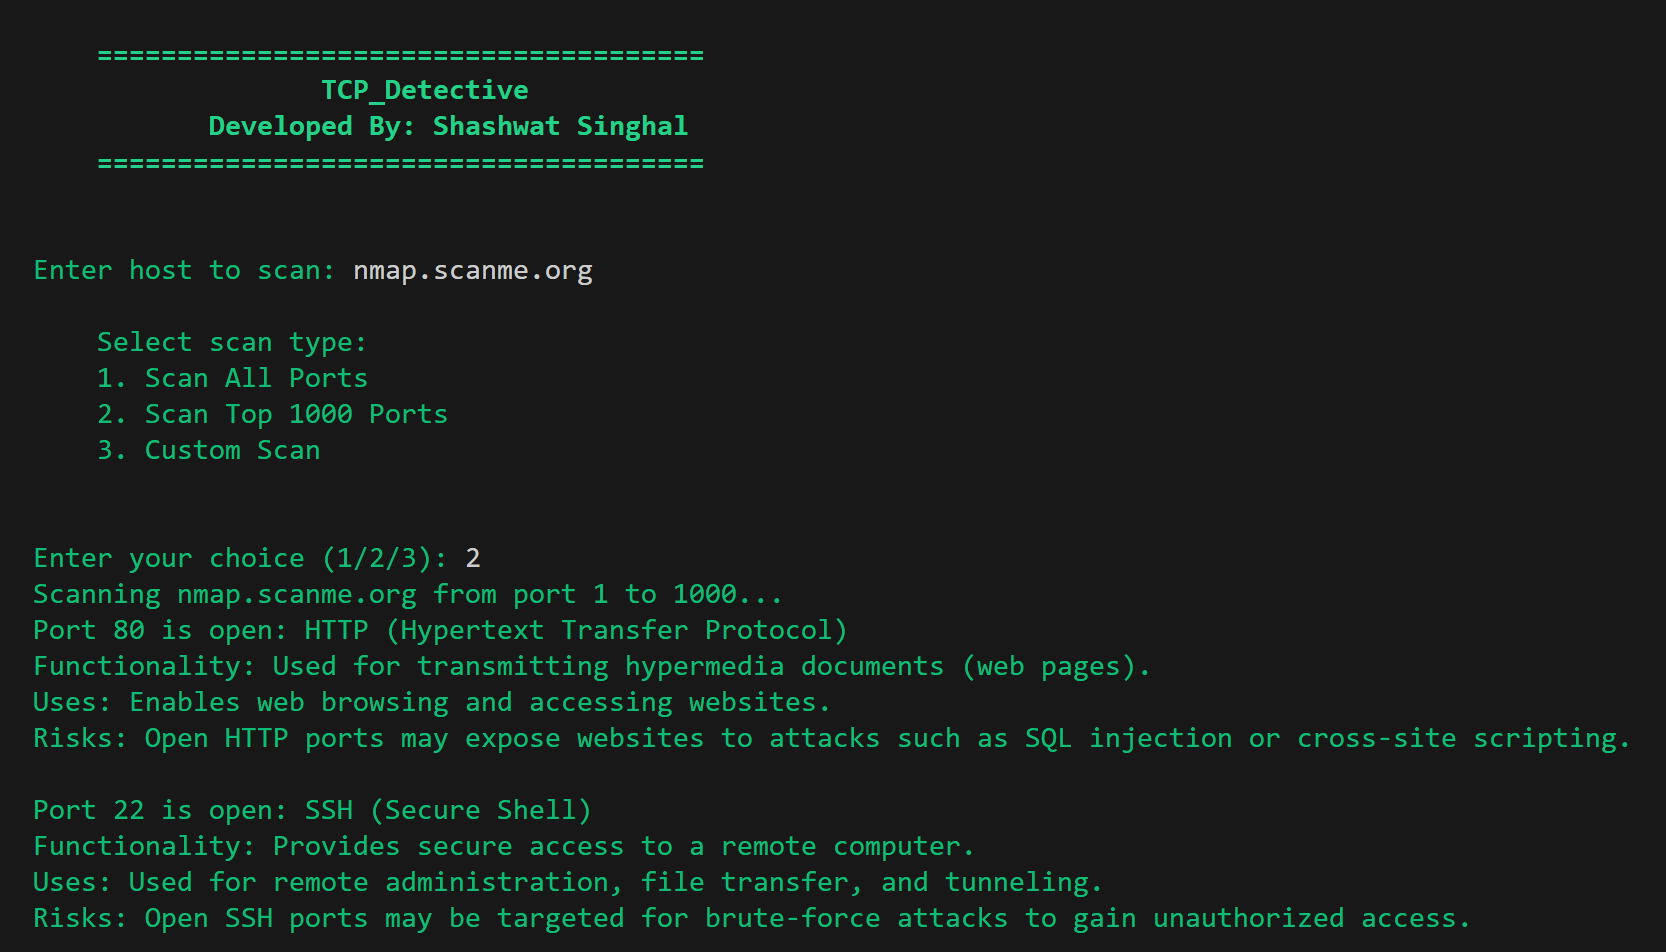 ======================================
TCP_Detective
Developed By: Shashwat Singhal
======================================
Enter host to scan: nmap.scanme.org
Select scan type:
1. Scan All Ports
2. Scan Top 1000 Ports
3. Custom Scan
Enter your choice (1/2/3): 2
Scanning nmap.scanme.org from port 1 to 1000...
Port 80 is open: HTTP (Hypertext Transfer Protocol)
Functionality: Used for transmitting hypermedia documents (web pages).
Uses: Enables web browsing and accessing websites.
Risks: Open HTTP ports may expose websites to attacks such as SQL injection or cross-site scripting.
Port 22 is open: SSH (Secure Shell)
Functionality: Provides secure access to a remote computer.
Uses: Used for remote administration, file transfer, and tunneling.
Risks: Open SSH ports may be targeted for brute-force attacks to gain unauthorized access.